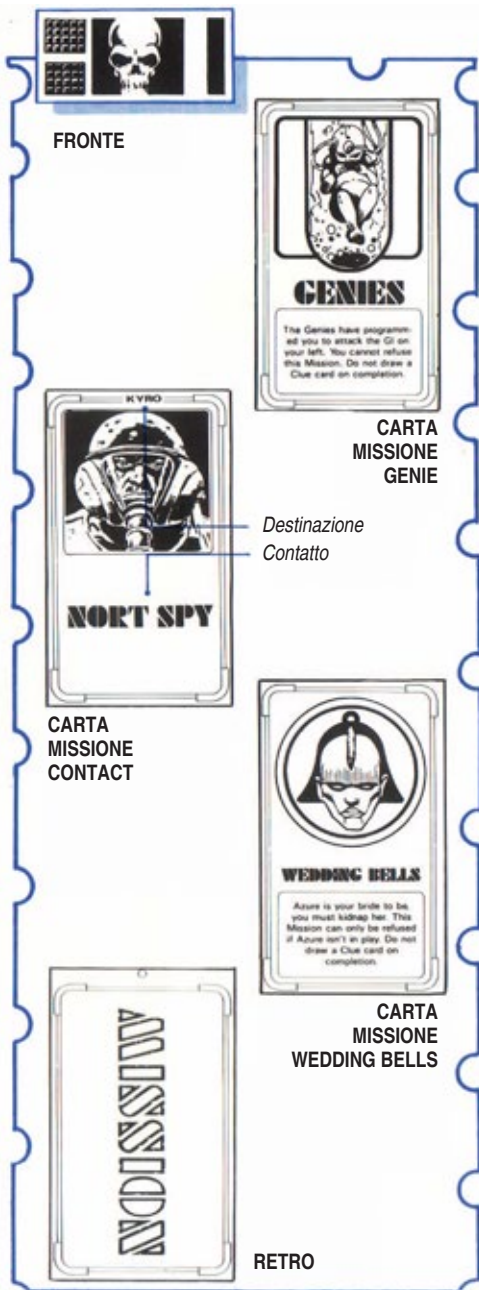 FRONTE
GENIES
The Genies have programm-
ed you to attack the GI on
your left. You cannot refuse
this Mission. Do not draw a
Clue card on completion.
CARTA
MISSIONE
GENIE
KYRO
Destinazione
Contatto
NORT SPY
CARTA
MISSIONE
CONTACT
WEDDING BELLS
Azure is your bride to be,
you must kidnap her. This
Mission can only be refused
if Azure isn't in play. Do not
draw a Clue card on
completion.
CARTA
MISSIONE
WEDDING BELLS
MISSION
RETRO